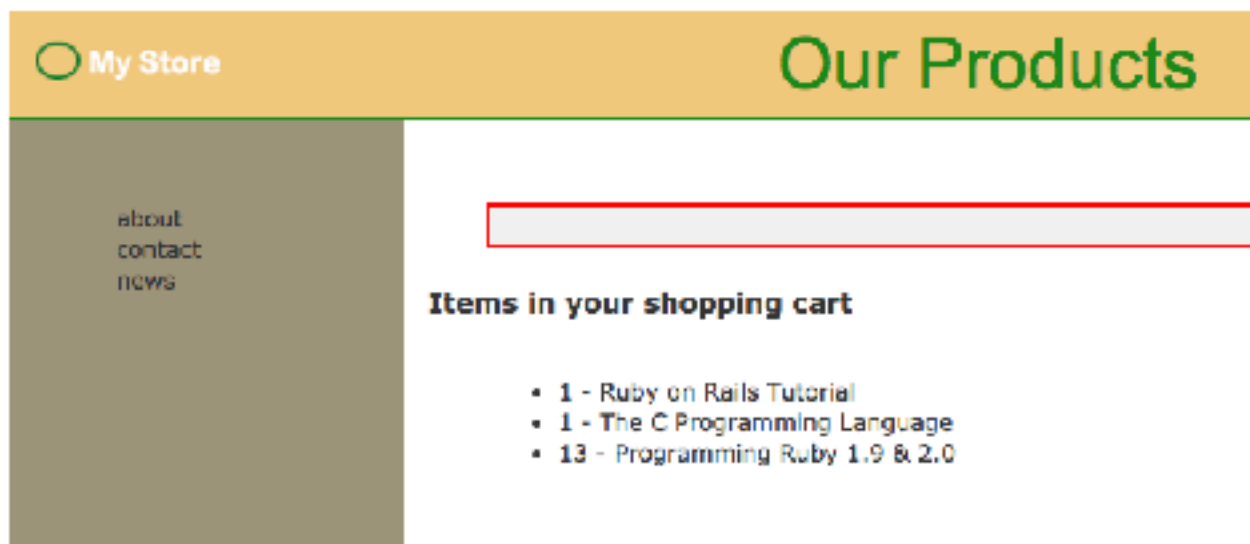 My Store
Our Products
about
contact
news
Items in your shopping cart
• 1 - Ruby on Rails Tutorial
• 1 - The C Programming Language
• 13 - Programming Ruby 1.9 & 2.0